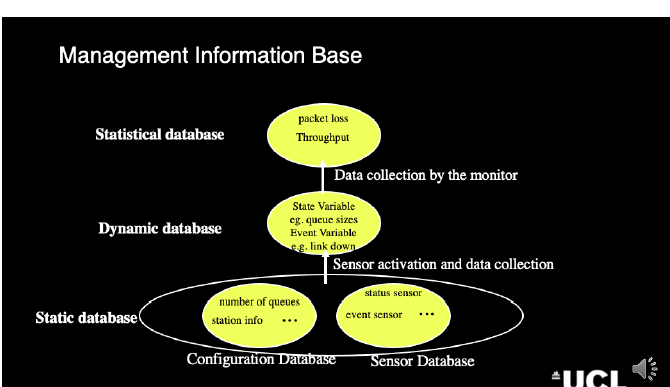 Management Information Base
packet loss
Statistical database
Throughput
Data collection by the monitor
State Variable
eg. queue sizes
Dynamic database
Event Variable
e.g. link down
Sensor activation and data collection
number of queues
status sensor
Static database
station info ...
event sensor ...
Configuration Database
Sensor Database
UCL